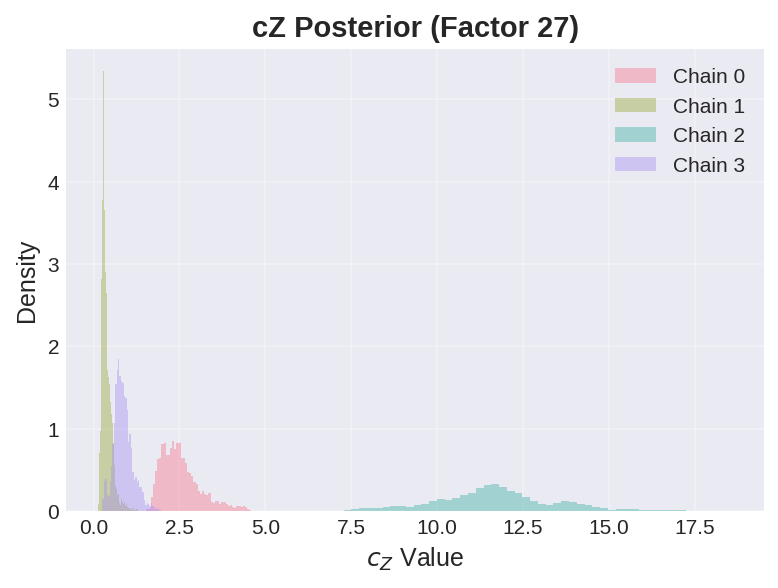 cZ Posterior (Factor 27)
Chain 0
Chain 1
Chain 2
Chain 3
5
4
3
2
1
0
Density
0.0 2.5 5.0 7.5 10.0 12.5 15.0 17.5
c_Z Value